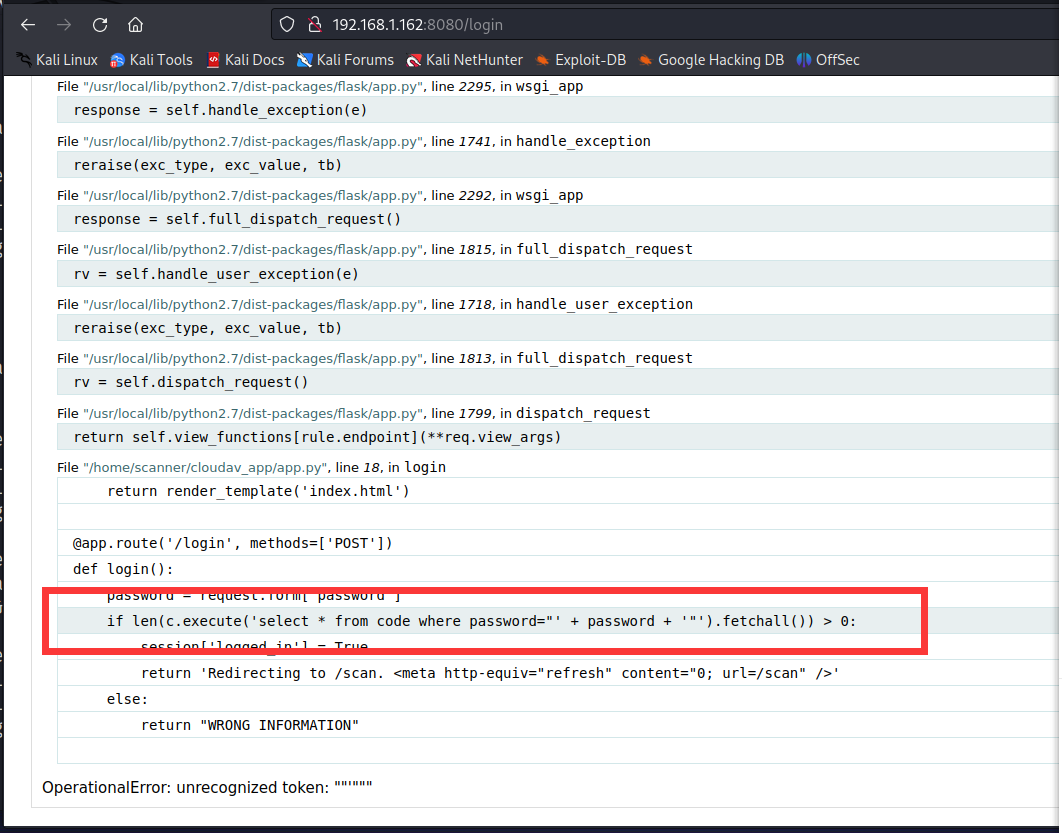 192.168.1.162:8080/login
Kali Linux Kali Tools Kali Docs Kali Forums Kali NetHunter Exploit-DB Google Hacking DB OffSec
File "/usr/local/lib/python2.7/dist-packages/flask/app.py", line 2295, in wsgi_app
response = self.handle_exception(e)
File "/usr/local/lib/python2.7/dist-packages/flask/app.py", line 1741, in handle_exception
reraise(exc_type, exc_value, tb)
File "/usr/local/lib/python2.7/dist-packages/flask/app.py", line 2292, in wsgi_app
response = self.full_dispatch_request()
File "/usr/local/lib/python2.7/dist-packages/flask/app.py", line 1815, in full_dispatch_request
rv = self.handle_user_exception(e)
File "/usr/local/lib/python2.7/dist-packages/flask/app.py", line 1718, in handle_user_exception
reraise(exc_type, exc_value, tb)
File "/usr/local/lib/python2.7/dist-packages/flask/app.py", line 1813, in full_dispatch_request
rv = self.dispatch_request()
File "/usr/local/lib/python2.7/dist-packages/flask/app.py", line 1799, in dispatch_request
return self.view_functions[rule.endpoint](**req.view_args)
File "/home/scanner/cloudav_app/app.py", line 18, in login
return render_template('index.html')
@app.route('/login', methods=['POST'])
def login():
password = request.form['password']
if len(c.execute('select * from code where password="' + password + '"').fetchall()) > 0:
session['logged_in'] = True
return 'Redirecting to /scan. <meta http-equiv="refresh" content="0; url=/scan" />'
else:
return "WRONG INFORMATION"
OperationalError: unrecognized token: """'"""